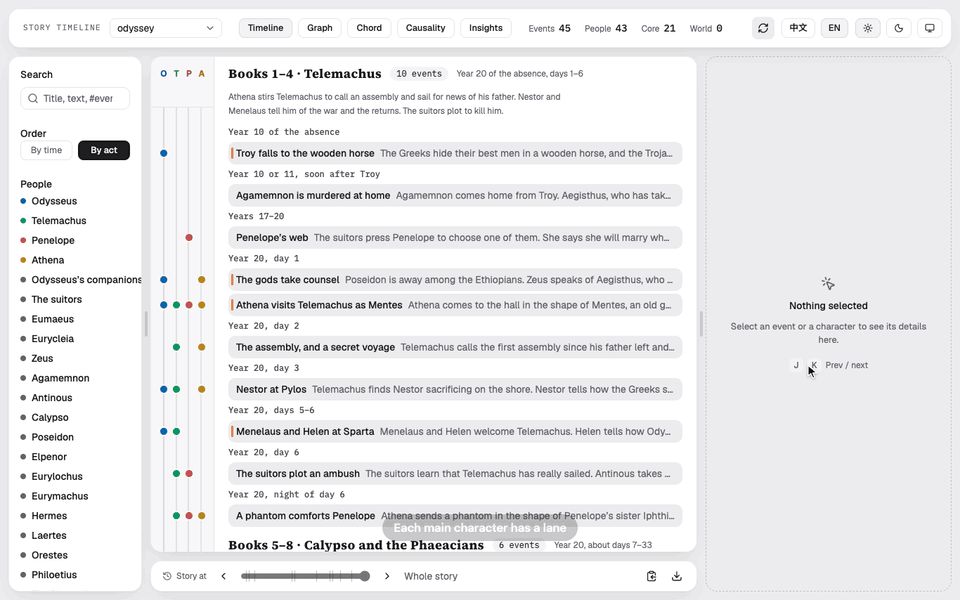 STORY TIMELINE odyssey Timeline Graph Chord Causality Insights Events 45 People 43 Core 21 World 0 中文 EN
Search
Title, text, #ever
Order
By time By act
People
Odysseus
Telemachus
Penelope
Athena
Odysseus's companions
The suitors
Eumaeus
Eurycleia
Zeus
Agamemnon
Antinous
Calypso
Poseidon
Elpenor
Eurylochus
Eurymachus
Hermes
Laertes
Orestes
Philoetius
O T P A
Books 1–4 · Telemachus 10 events Year 20 of the absence, days 1–6
Athena stirs Telemachus to call an assembly and sail for news of his father. Nestor and
Menelaus tell him of the war and the returns. The suitors plot to kill him.
Year 10 of the absence
Troy falls to the wooden horse The Greeks hide their best men in a wooden horse, and the Troja…
Year 10 or 11, soon after Troy
Agamemnon is murdered at home Agamemnon comes home from Troy. Aegisthus, who has tak…
Years 17–20
Penelope's web The suitors press Penelope to choose one of them. She says she will marry wh…
Year 20, day 1
The gods take counsel Poseidon is away among the Ethiopians. Zeus speaks of Aegisthus, who …
Athena visits Telemachus as Mentes Athena comes to the hall in the shape of Mentes, an old g…
Year 20, day 2
The assembly, and a secret voyage Telemachus calls the first assembly since his father left and…
Year 20, day 3
Nestor at Pylos Telemachus finds Nestor sacrificing on the shore. Nestor tells how the Greeks s…
Year 20, days 5–6
Menelaus and Helen at Sparta Menelaus and Helen welcome Telemachus. Helen tells how Ody…
Year 20, day 6
The suitors plot an ambush The suitors learn that Telemachus has really sailed. Antinous takes …
Year 20, night of day 6
A phantom comforts Penelope Athena sends a phantom in the shape of Penelope's sister Iphthi…
Each main character has a lane
Books 5–8 · Calypso and the Phaeacians 6 events Year 20, about days 7–33
Story at Whole story
Nothing selected
Select an event or a character to see its details
here.
J K Prev / next